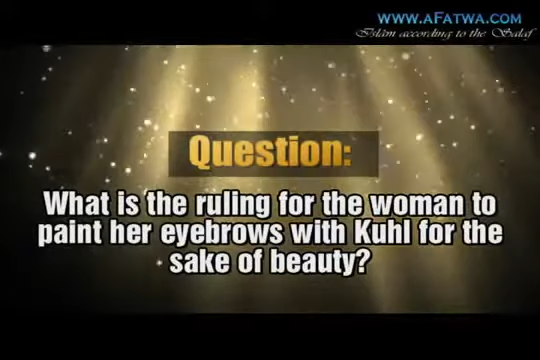 www.aFatwa.com
Islām according to the Salaf
Question:
What is the ruling for the woman to
paint her eyebrows with Kuhl for the
sake of beauty?